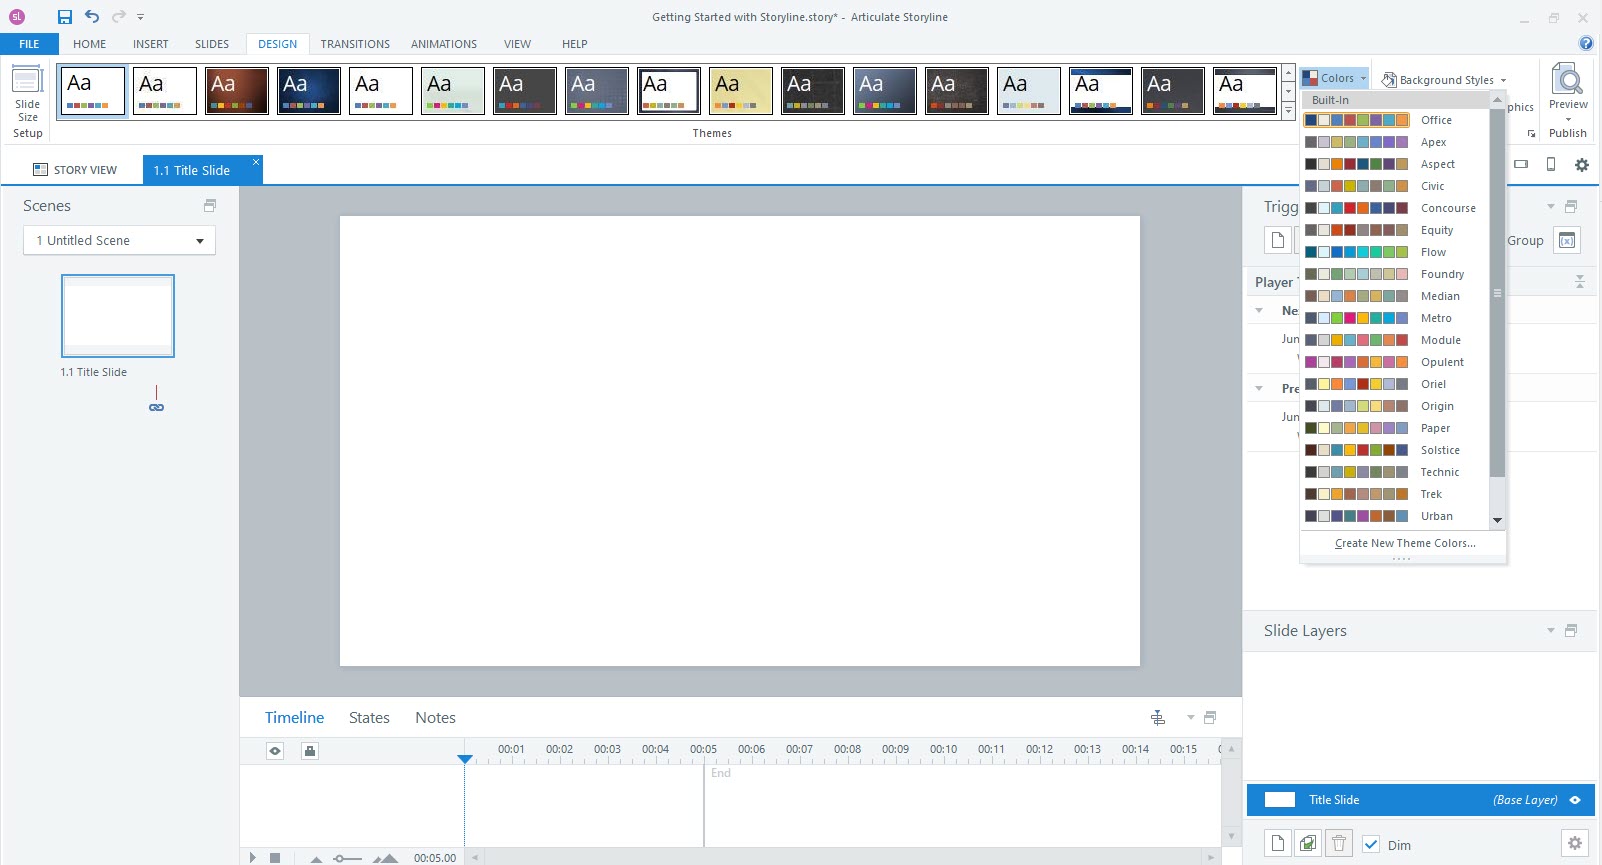 sl
Getting Started with Storyline.story* - Articulate Storyline
FILE HOME INSERT SLIDES DESIGN TRANSITIONS ANIMATIONS VIEW HELP
Slide
Size
Setup
Aa Aa Aa Aa Aa Aa Aa Aa Aa Aa Aa Aa Aa Aa Aa Aa Aa
Themes
Colors
Background Styles
phics
Preview
Publish
Built-In
Office
Apex
Aspect
Civic
Concourse
Equity
Flow
Foundry
Median
Metro
Module
Opulent
Oriel
Origin
Paper
Solstice
Technic
Trek
Urban
Create New Theme Colors...
STORY VIEW
1.1 Title Slide
Scenes
1 Untitled Scene
1.1 Title Slide
Trigg
Group
Player
Ne
Jun
Pre
Jun
Slide Layers
Title Slide (Base Layer)
Dim
Timeline States Notes
00:01 00:02 00:03 00:04 00:05 00:06 00:07 00:08 00:09 00:10 00:11 00:12 00:13 00:14 00:15
End
00:05.00